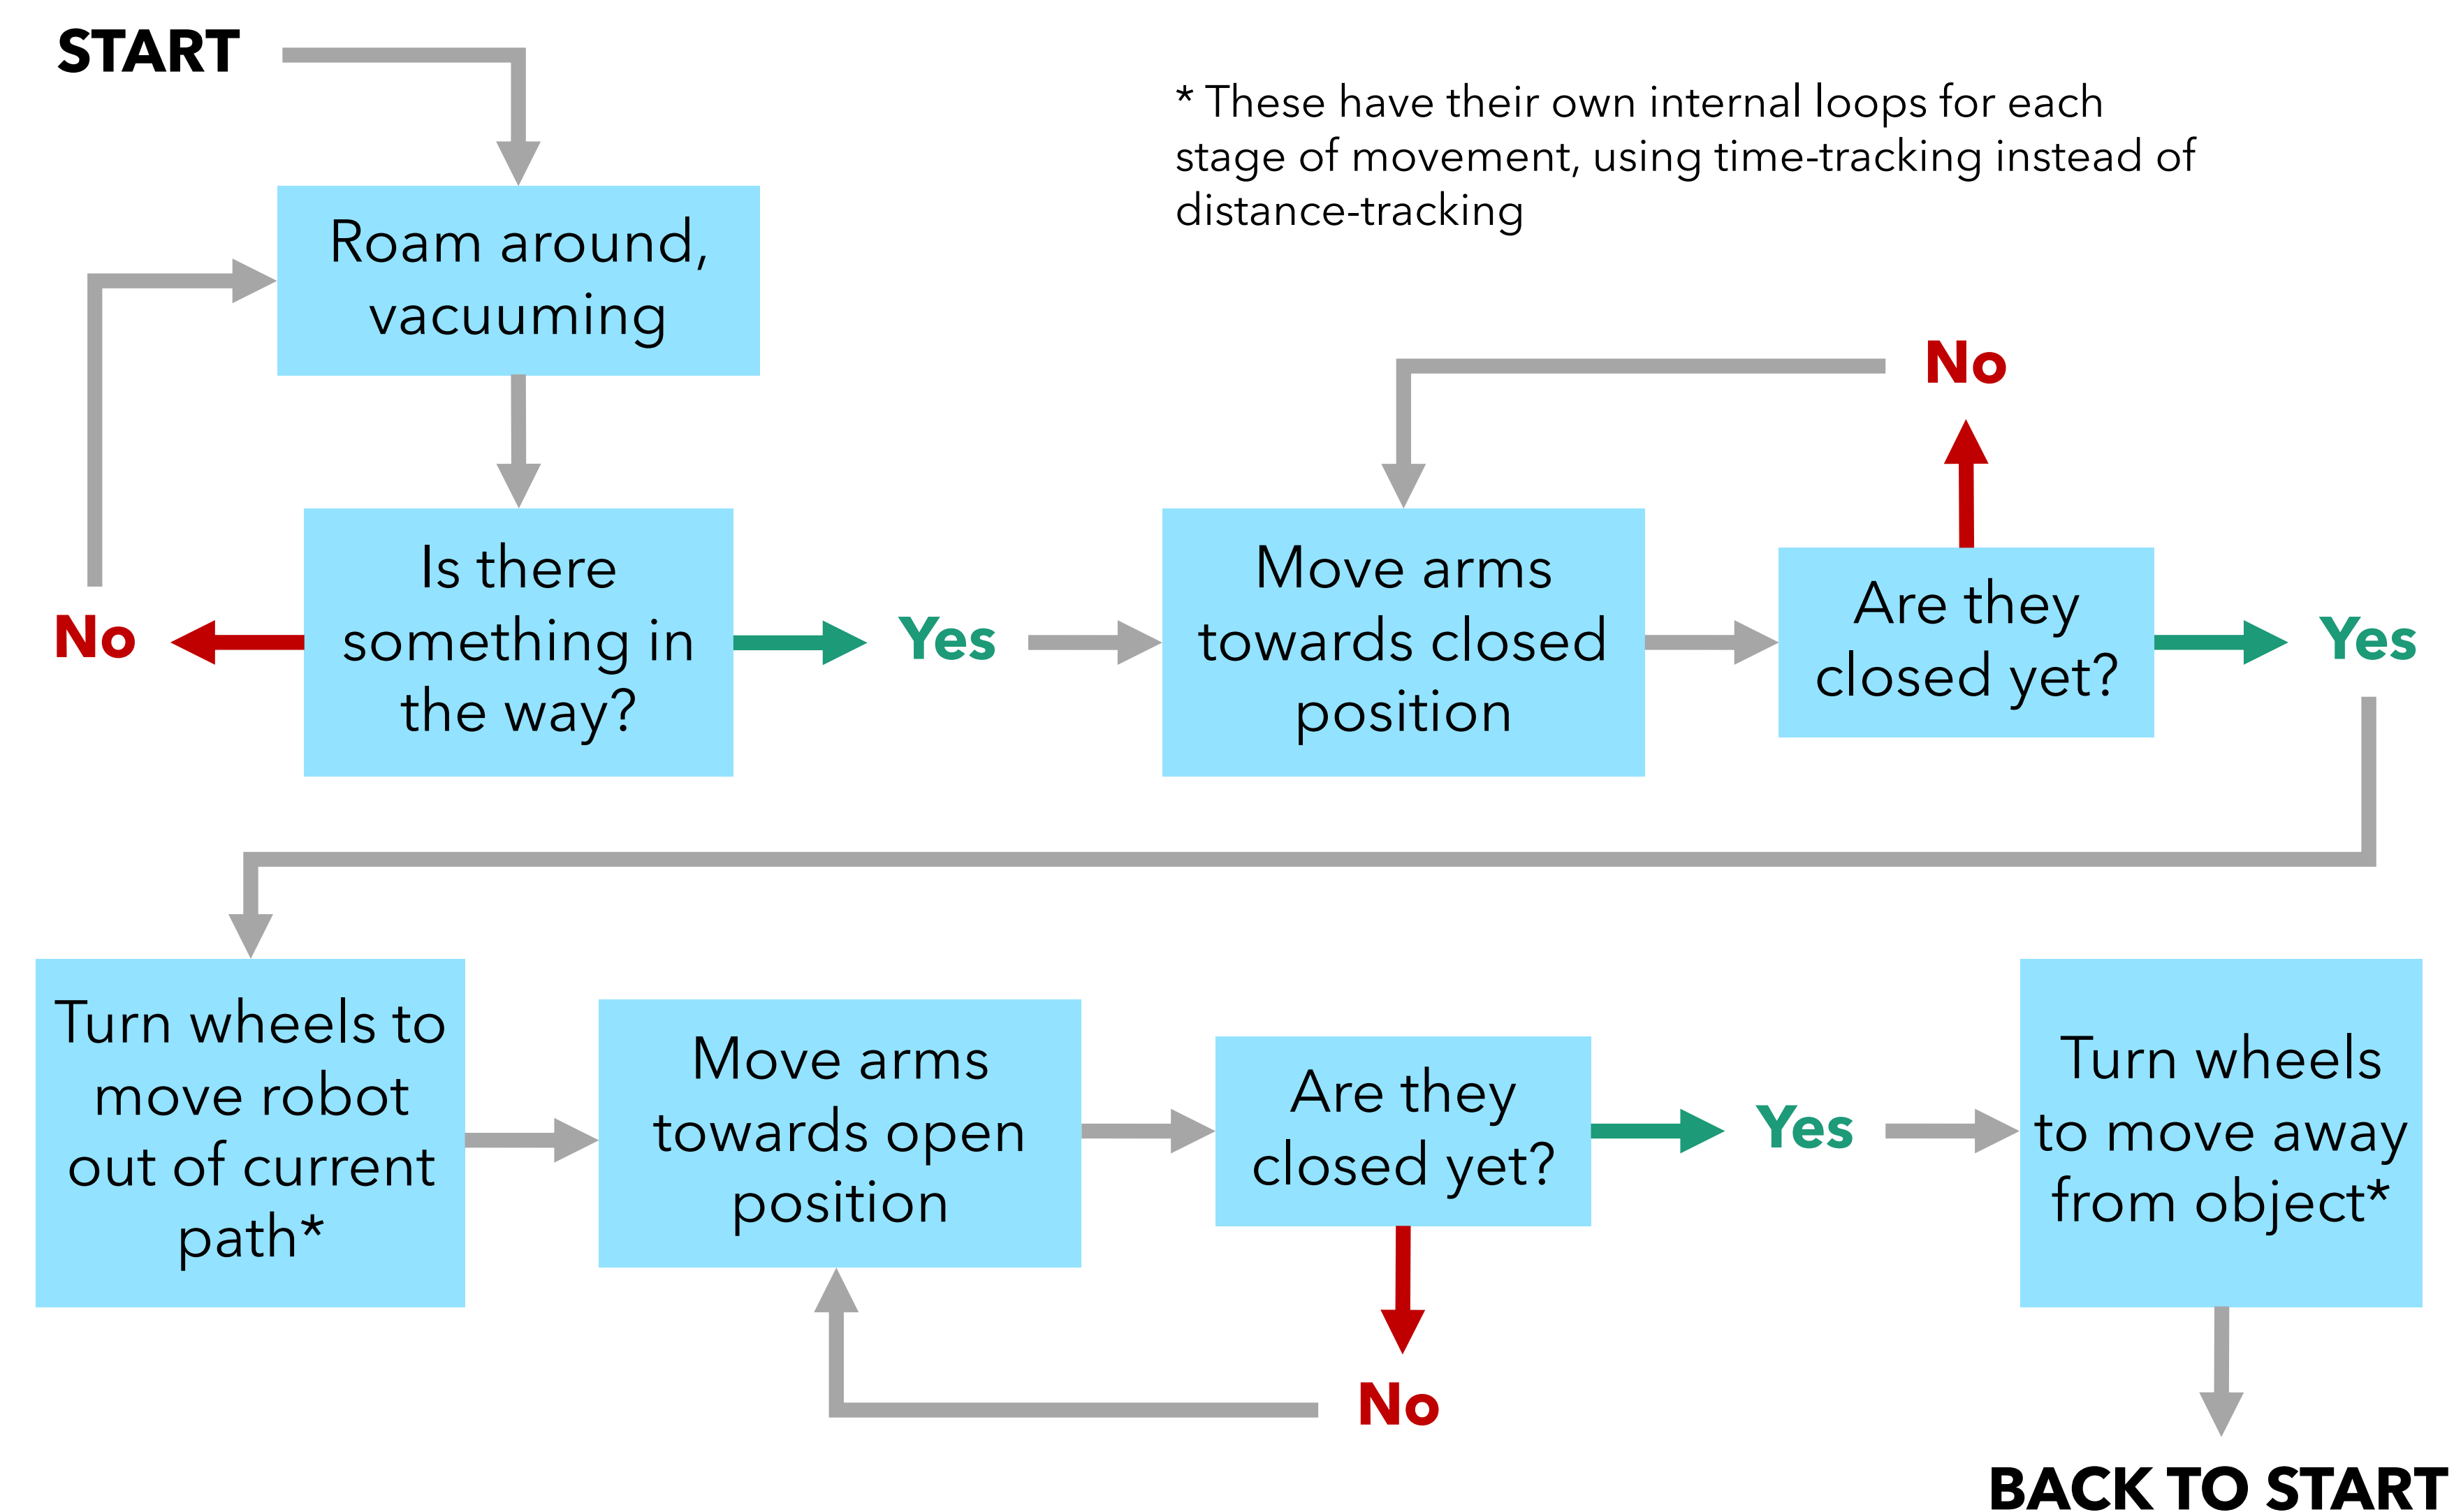 START
* These have their own internal loops for each
stage of movement, using time-tracking instead of
distance-tracking
Roam around,
vacuuming
Is there
something in
the way?
No
Yes
Move arms
towards closed
position
Are they
closed yet?
No
Yes
Turn wheels to
move robot
out of current
path*
Move arms
towards open
position
Are they
closed yet?
No
Yes
Turn wheels
to move away
from object*
BACK TO START